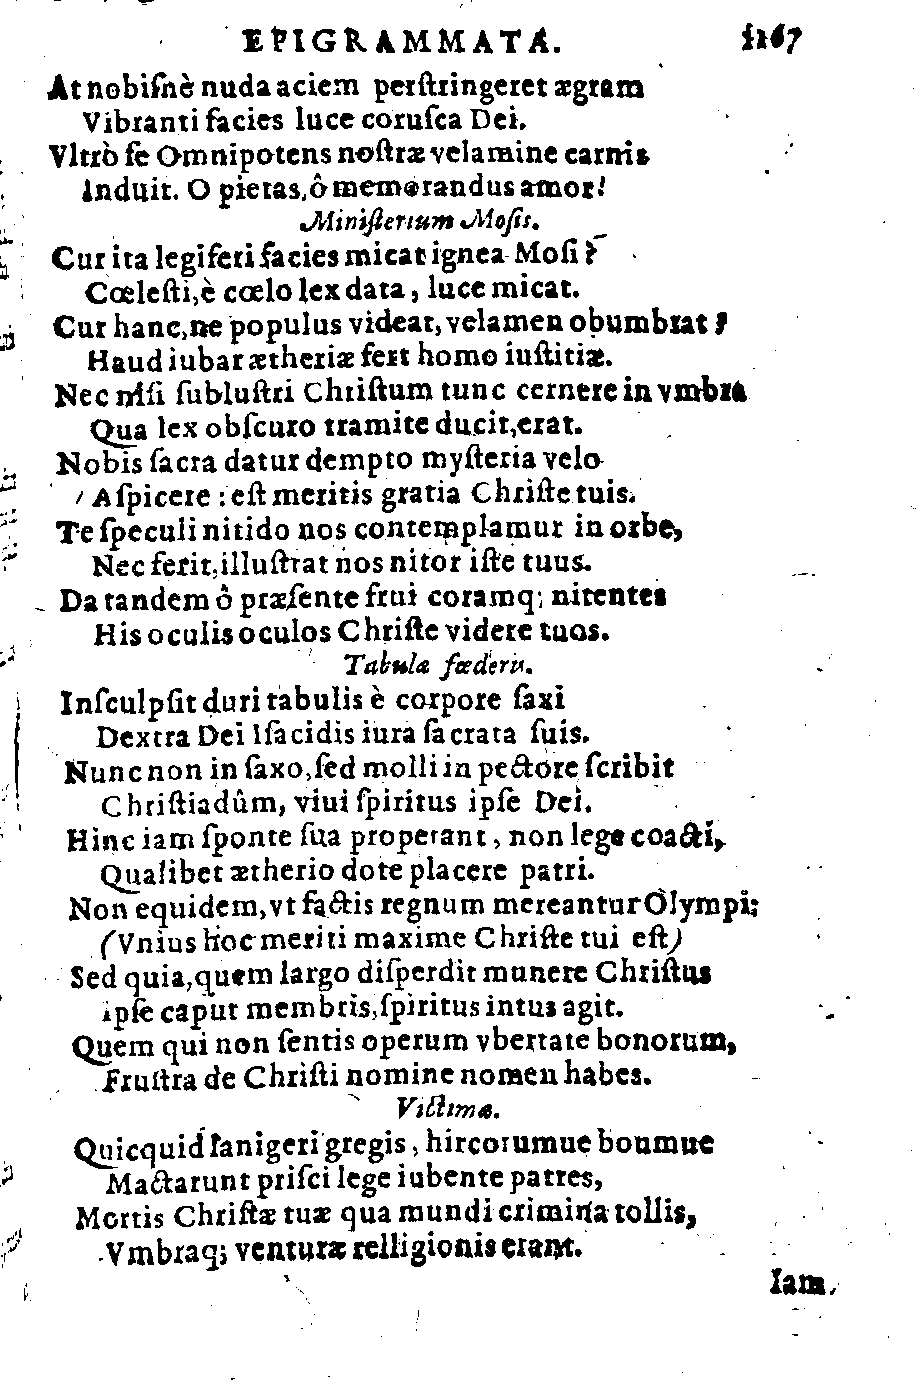 EPIGRAMMATA. 1167
At nobis nè nuda aciem perſtringeret ægram
Vibranti facies luce coruſca Dei.
Vltrò ſe Omnipotens noſtræ velamine carnis
Induit. O pietas, ô memorandus amor!
Miniſterium Moſis.
Cur ita legiferi facies micat ignea Moſi?
Cœleſti, è cœlo lex data, luce micat.
Cur hanc, ne populus videat, velamen obumbrat?
Haud iubar ætheriæ fert homo iuſtitiæ.
Nec niſi ſubluſtri Chriſtum tunc cernere in vmbra
Qua lex obſcuro tramite ducit, erat.
Nobis ſacra datur dempto myſteria velo
Aſpicere: eſt meritis gratia Chriſte tuis.
Te ſpeculi nitido nos contemplamur in orbe,
Nec ferit, illuſtrat nos nitor iſte tuus.
Da tandem ô præſente frui coramq; nitentes
His oculis oculos Chriſte videre tuos.
Tabulæ fœderis.
Inſculpſit duri tabulis è corpore ſaxi
Dextra Dei Iſacidis iura ſacrata ſuis.
Nunc non in ſaxo, ſed molli in pectore ſcribit
Chriſtiadûm, viui ſpiritus ipſe Dei.
Hinc iam ſponte ſua properant, non lege coacti,
Qualibet ætherio dote placere patri.
Non equidem, vt factis regnum mereantur Olympi;
(Vnius hoc meriti maxime Chriſte tui eſt)
Sed quia, quem largo diſperdit munere Chriſtus
ipſe caput membris, ſpiritus intus agit.
Quem qui non ſentis operum vbertate bonorum,
Fruſtra de Chriſti nomine nomen habes.
Victimæ.
Quicquid lanigeri gregis, hircorumue boumue
Mactarunt priſci lege iubente patres,
Mortis Chriſtæ tuæ qua mundi crimina tollis,
Vmbraq; venturæ relligionis erant.
Iam